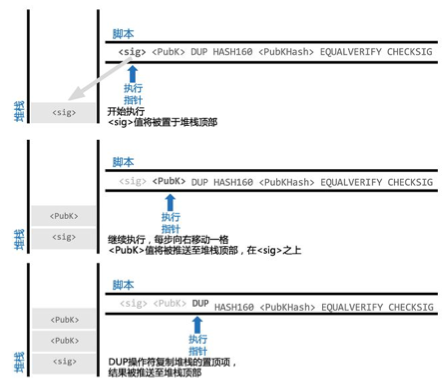 脚本
<sig> <PubK> DUP HASH160 <PubKHash> EQUALVERIFY CHECKSIG
执行
指针
堆栈
<sig>
开始执行
<sig>值将被置于堆栈顶部
脚本
<sig> <PubK> DUP HASH160 <PubKHash> EQUALVERIFY CHECKSIG
执行
指针
堆栈
<PubK>
<sig>
继续执行，每步向右移动一格
<PubK>值将被推送至堆栈顶部，在<sig>之上
脚本
<sig> <PubK> DUP HASH160 <PubKHash> EQUALVERIFY CHECKSIG
执行
指针
堆栈
<PubK>
<PubK>
<sig>
DUP操作符复制堆栈的置顶项，
结果被推送至堆栈顶部